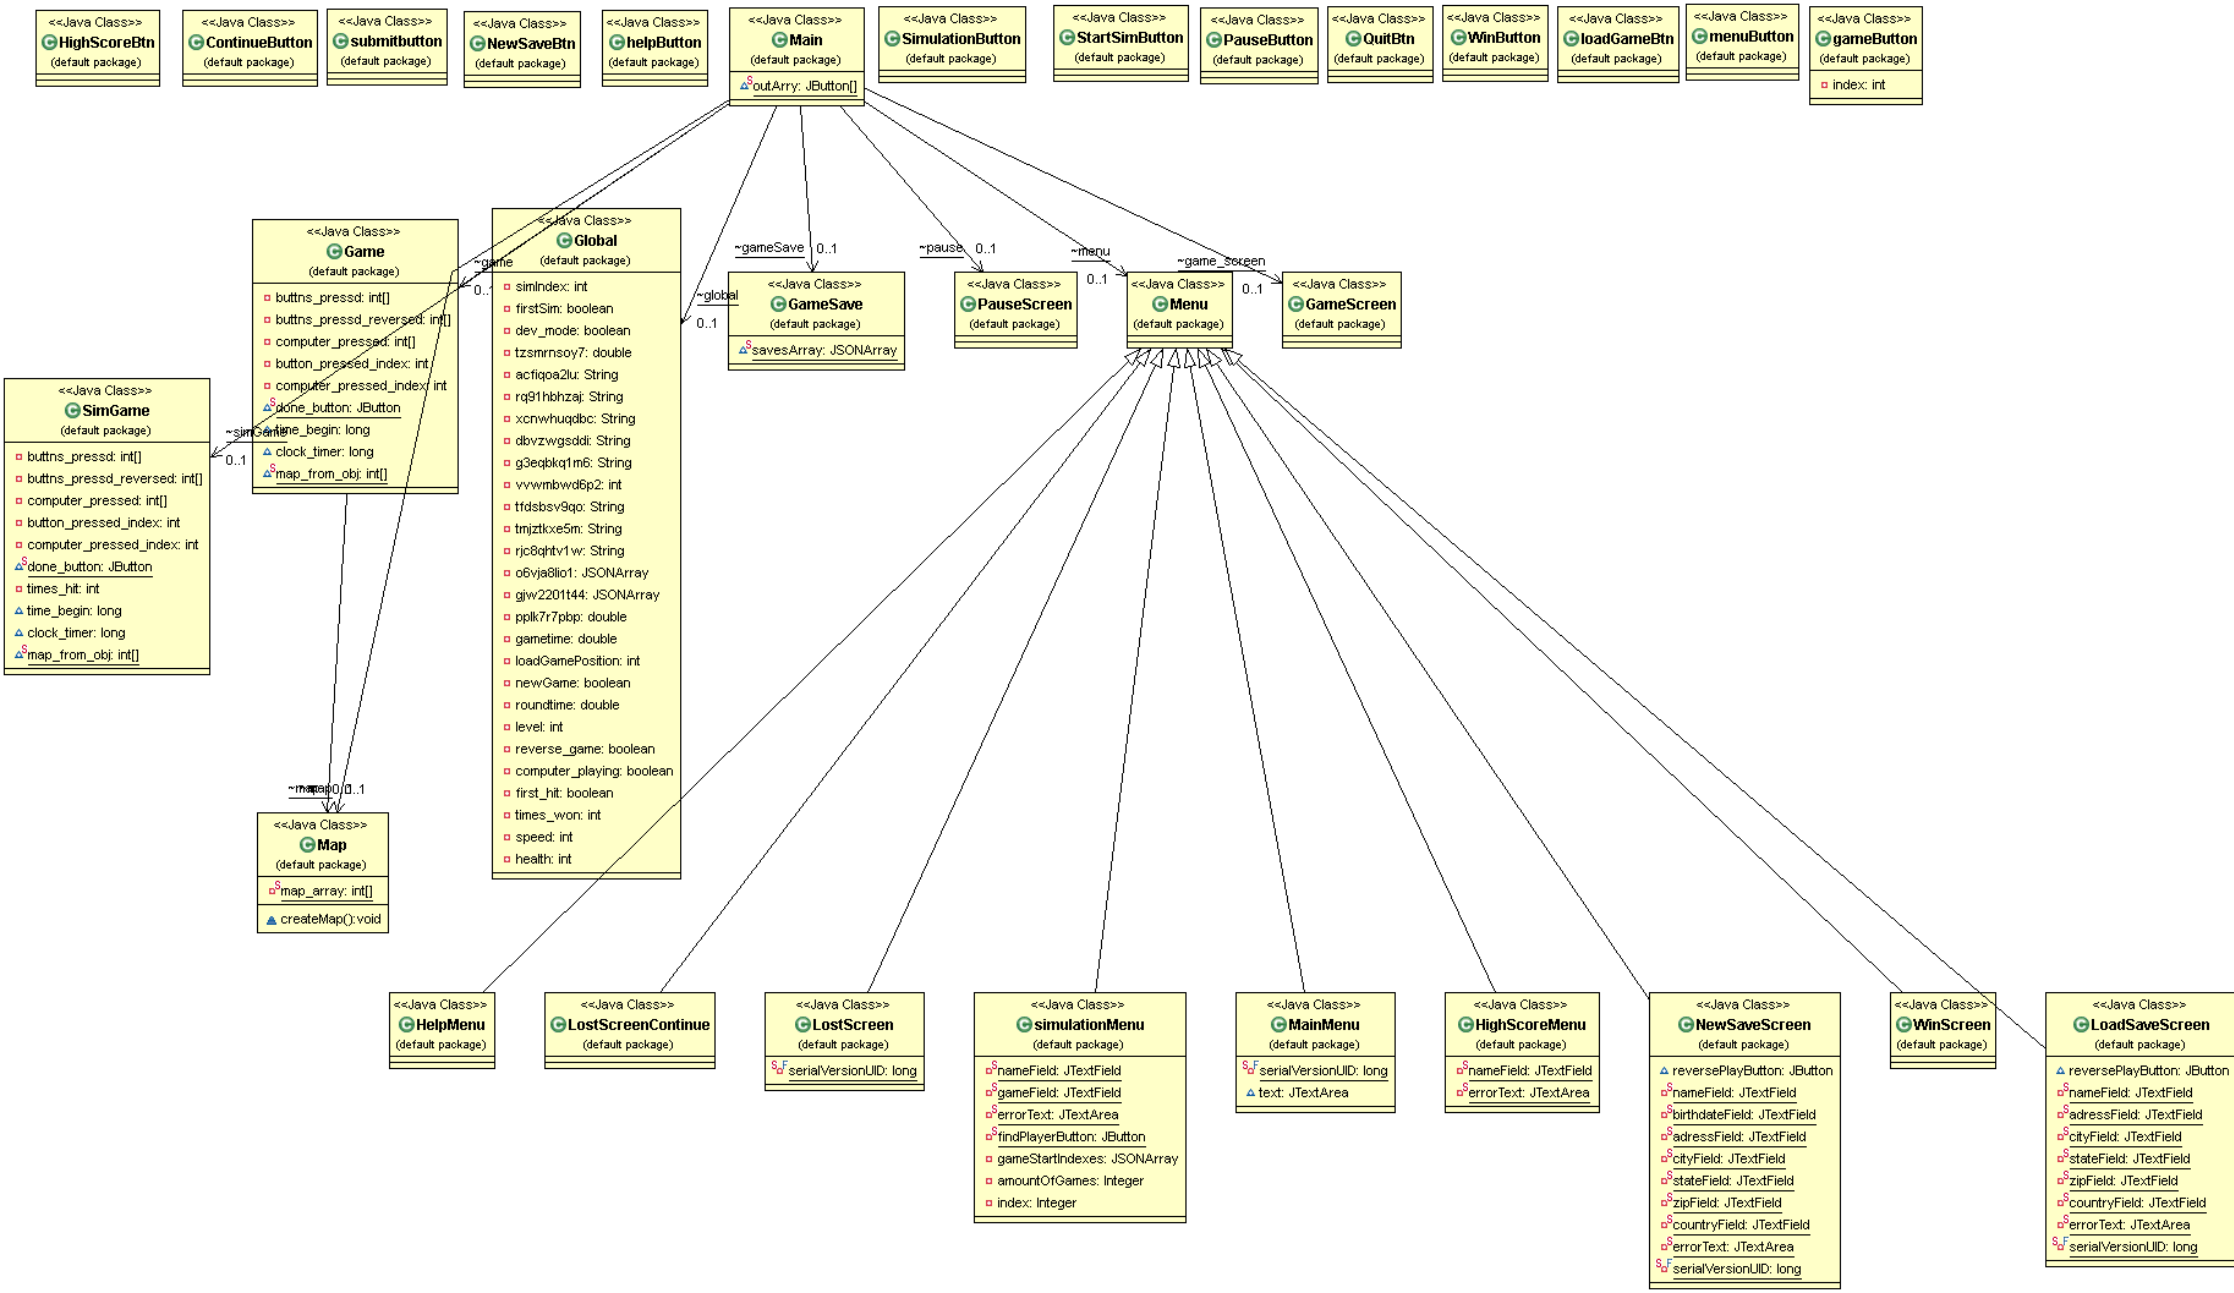 <<Java Class>>
HighScoreBtn
(default package)
<<Java Class>>
ContinueButton
(default package)
<<Java Class>>
submitbutton
(default package)
<<Java Class>>
NewSaveBtn
(default package)
<<Java Class>>
helpButton
(default package)
<<Java Class>>
Main
(default package)
outArry: JButton[]
<<Java Class>>
SimulationButton
(default package)
<<Java Class>>
StartSimButton
(default package)
<<Java Class>>
PauseButton
(default package)
<<Java Class>>
QuitBtn
(default package)
<<Java Class>>
WinButton
(default package)
<<Java Class>>
loadGameBtn
(default package)
<<Java Class>>
menuButton
(default package)
<<Java Class>>
gameButton
(default package)
index: int
<<Java Class>>
Game
(default package)
buttns_pressd: int[]
buttns_pressd_reversed: int[]
computer_pressed: int[]
button_pressed_index: int
computer_pressed_index: int
done_button: JButton
time_begin: long
clock_timer: long
map_from_obj: int[]
~game
<<Java Class>>
Global
(default package)
simIndex: int
firstSim: boolean
dev_mode: boolean
tzsmrnsoy7: double
acfiqoa2lu: String
rq91hbhzaj: String
xcnwhuqdbc: String
dbvzwgsddi: String
g3eqbkq1m6: String
vvwmbwd6p2: int
tfdsbsv9qo: String
tmjztkxe5m: String
rjc8qhtv1w: String
o6vja8lio1: JSONArray
gjw2201t44: JSONArray
pplk7r7pbp: double
gametime: double
loadGamePosition: int
newGame: boolean
roundtime: double
level: int
reverse_game: boolean
computer_playing: boolean
first_hit: boolean
times_won: int
speed: int
health: int
~global
0..1
~gameSave
0..1
<<Java Class>>
GameSave
(default package)
savesArray: JSONArray
~pause
0..1
<<Java Class>>
PauseScreen
(default package)
~menu
0..1
<<Java Class>>
Menu
(default package)
~game_screen
0..1
<<Java Class>>
GameScreen
(default package)
<<Java Class>>
SimGame
(default package)
buttns_pressd: int[]
buttns_pressd_reversed: int[]
computer_pressed: int[]
button_pressed_index: int
computer_pressed_index: int
done_button: JButton
times_hit: int
time_begin: long
clock_timer: long
map_from_obj: int[]
~simGame
0..1
0..1
<<Java Class>>
Map
(default package)
map_array: int[]
createMap():void
<<Java Class>>
HelpMenu
(default package)
<<Java Class>>
LostScreenContinue
(default package)
<<Java Class>>
LostScreen
(default package)
serialVersionUID: long
<<Java Class>>
simulationMenu
(default package)
nameField: JTextField
gameField: JTextField
errorText: JTextArea
findPlayerButton: JButton
gameStartIndexes: JSONArray
amountOfGames: Integer
index: Integer
<<Java Class>>
MainMenu
(default package)
serialVersionUID: long
text: JTextArea
<<Java Class>>
HighScoreMenu
(default package)
nameField: JTextField
errorText: JTextArea
<<Java Class>>
NewSaveScreen
(default package)
reversePlayButton: JButton
nameField: JTextField
birthdateField: JTextField
adressField: JTextField
cityField: JTextField
stateField: JTextField
zipField: JTextField
countryField: JTextField
errorText: JTextArea
serialVersionUID: long
<<Java Class>>
WinScreen
(default package)
<<Java Class>>
LoadSaveScreen
(default package)
reversePlayButton: JButton
nameField: JTextField
adressField: JTextField
cityField: JTextField
stateField: JTextField
zipField: JTextField
countryField: JTextField
errorText: JTextArea
serialVersionUID: long